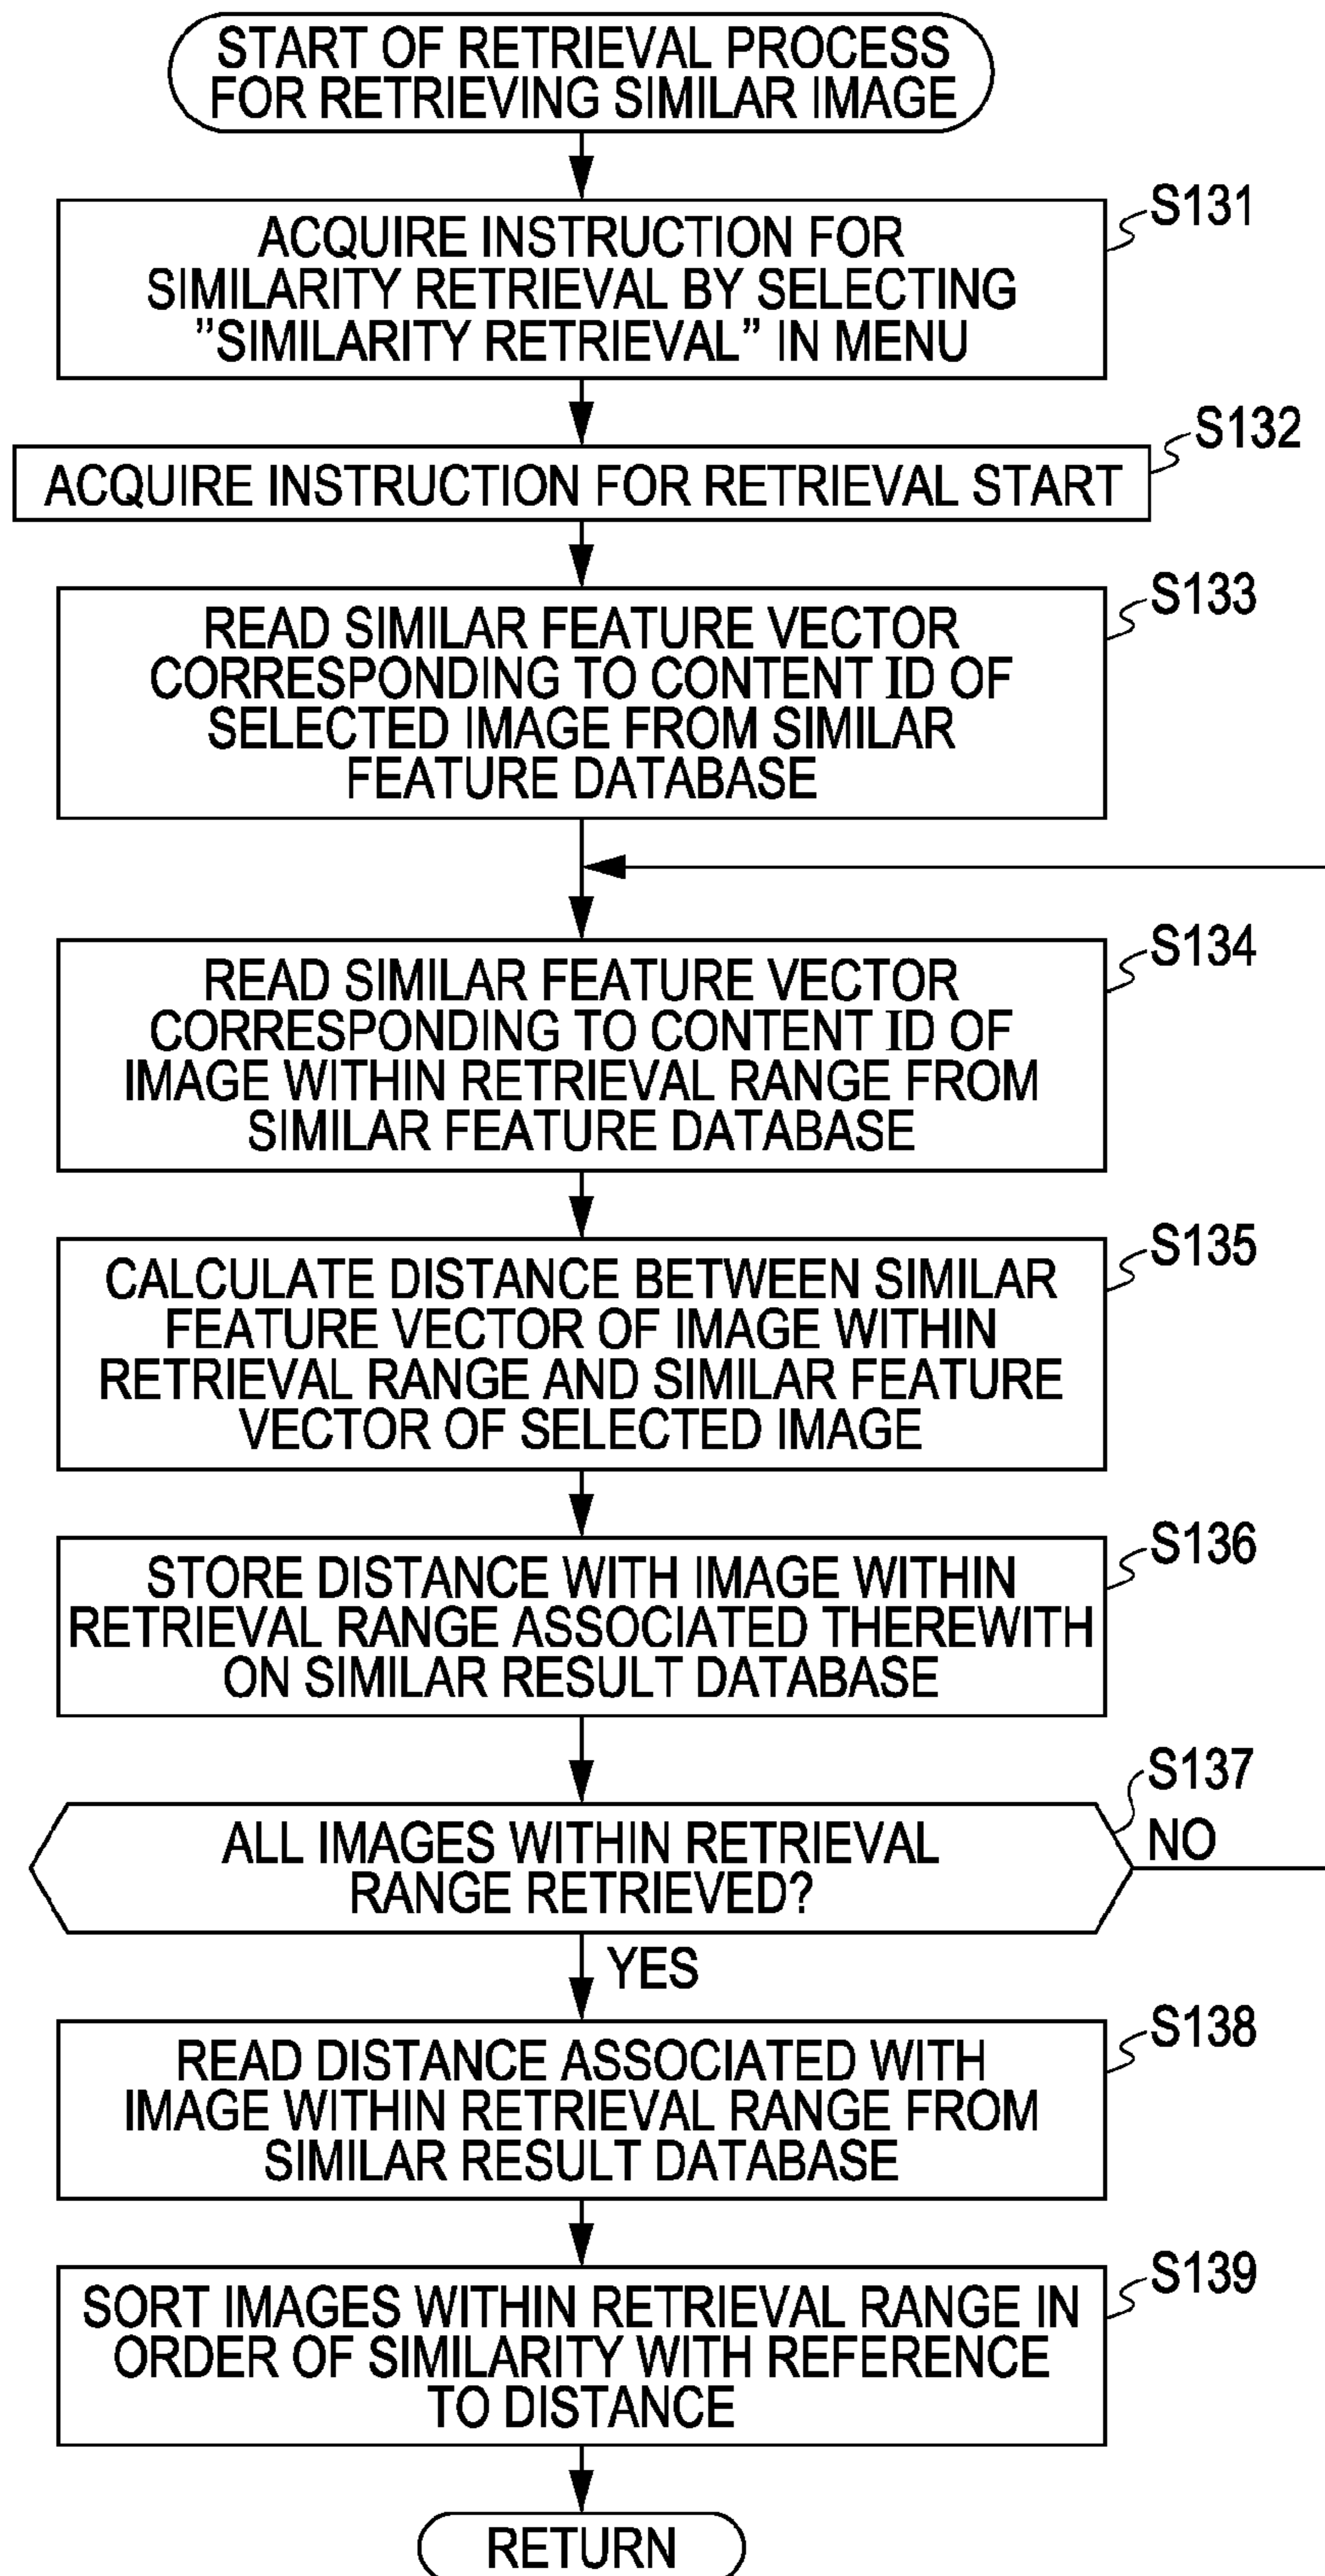 START OF RETRIEVAL PROCESS
FOR RETRIEVING SIMILAR IMAGE
S131
ACQUIRE INSTRUCTION FOR
SIMILARITY RETRIEVAL BY SELECTING
"SIMILARITY RETRIEVAL" IN MENU
S132
ACQUIRE INSTRUCTION FOR RETRIEVAL START
S133
READ SIMILAR FEATURE VECTOR
CORRESPONDING TO CONTENT ID OF
SELECTED IMAGE FROM SIMILAR
FEATURE DATABASE
S134
READ SIMILAR FEATURE VECTOR
CORRESPONDING TO CONTENT ID OF
IMAGE WITHIN RETRIEVAL RANGE FROM
SIMILAR FEATURE DATABASE
S135
CALCULATE DISTANCE BETWEEN SIMILAR
FEATURE VECTOR OF IMAGE WITHIN
RETRIEVAL RANGE AND SIMILAR FEATURE
VECTOR OF SELECTED IMAGE
S136
STORE DISTANCE WITH IMAGE WITHIN
RETRIEVAL RANGE ASSOCIATED THEREWITH
ON SIMILAR RESULT DATABASE
S137
ALL IMAGES WITHIN RETRIEVAL
RANGE RETRIEVED?
NO
YES
S138
READ DISTANCE ASSOCIATED WITH
IMAGE WITHIN RETRIEVAL RANGE FROM
SIMILAR RESULT DATABASE
S139
SORT IMAGES WITHIN RETRIEVAL RANGE IN
ORDER OF SIMILARITY WITH REFERENCE
TO DISTANCE
RETURN